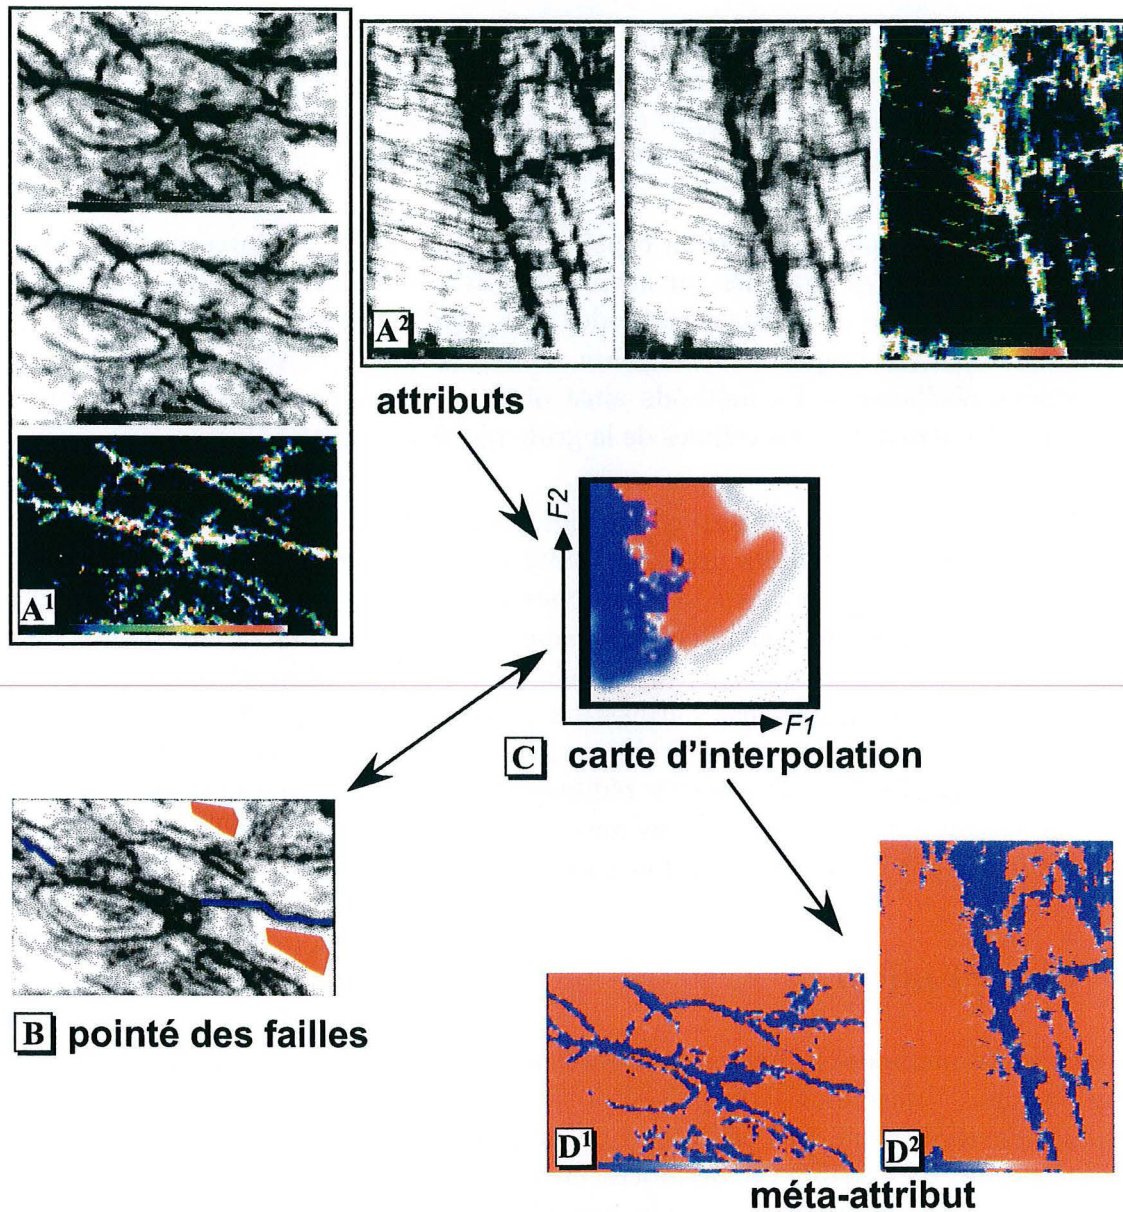 A¹
A²
attributs
F2
F1
C carte d'interpolation
B pointé des failles
D¹
D²
méta-attribut